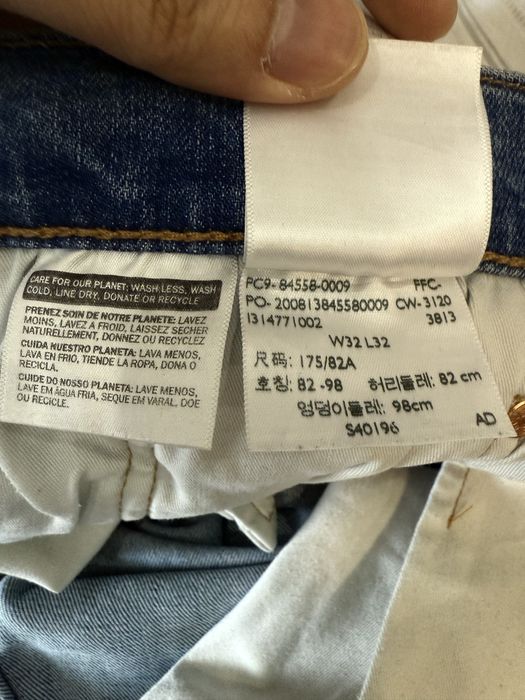 CARE FOR OUR PLANET: WASH LESS, WASH
COLD, LINE DRY, DONATE OR RECYCLE
PRENEZ SOIN DE NOTRE PLANETE: LAVEZ
MOINS, LAVEZ A FROID, LAISSEZ SECHER
NATURELLEMENT, DONNEZ OU RECYCLEZ
CUIDA NUESTRO PLANETA: LAVA MENOS,
LAVA EN FRIO, TIENDE LA ROPA, DONA O
RECICLA.
CUIDE DO NOSSO PLANETA: LAVE MENOS,
LAVE EM ÁGUA FRIA, SEQUE EM VARAL, DOE
OU RECICLE.
PC9- 84558-0009 FFC-
PO- 200813845580009 CW- 3120
1314771002 3813
W32 L32
尺码: 175/82A
호칭: 82 -98 허리둘레: 82 cm
엉덩이둘레: 98cm
S40196 AD